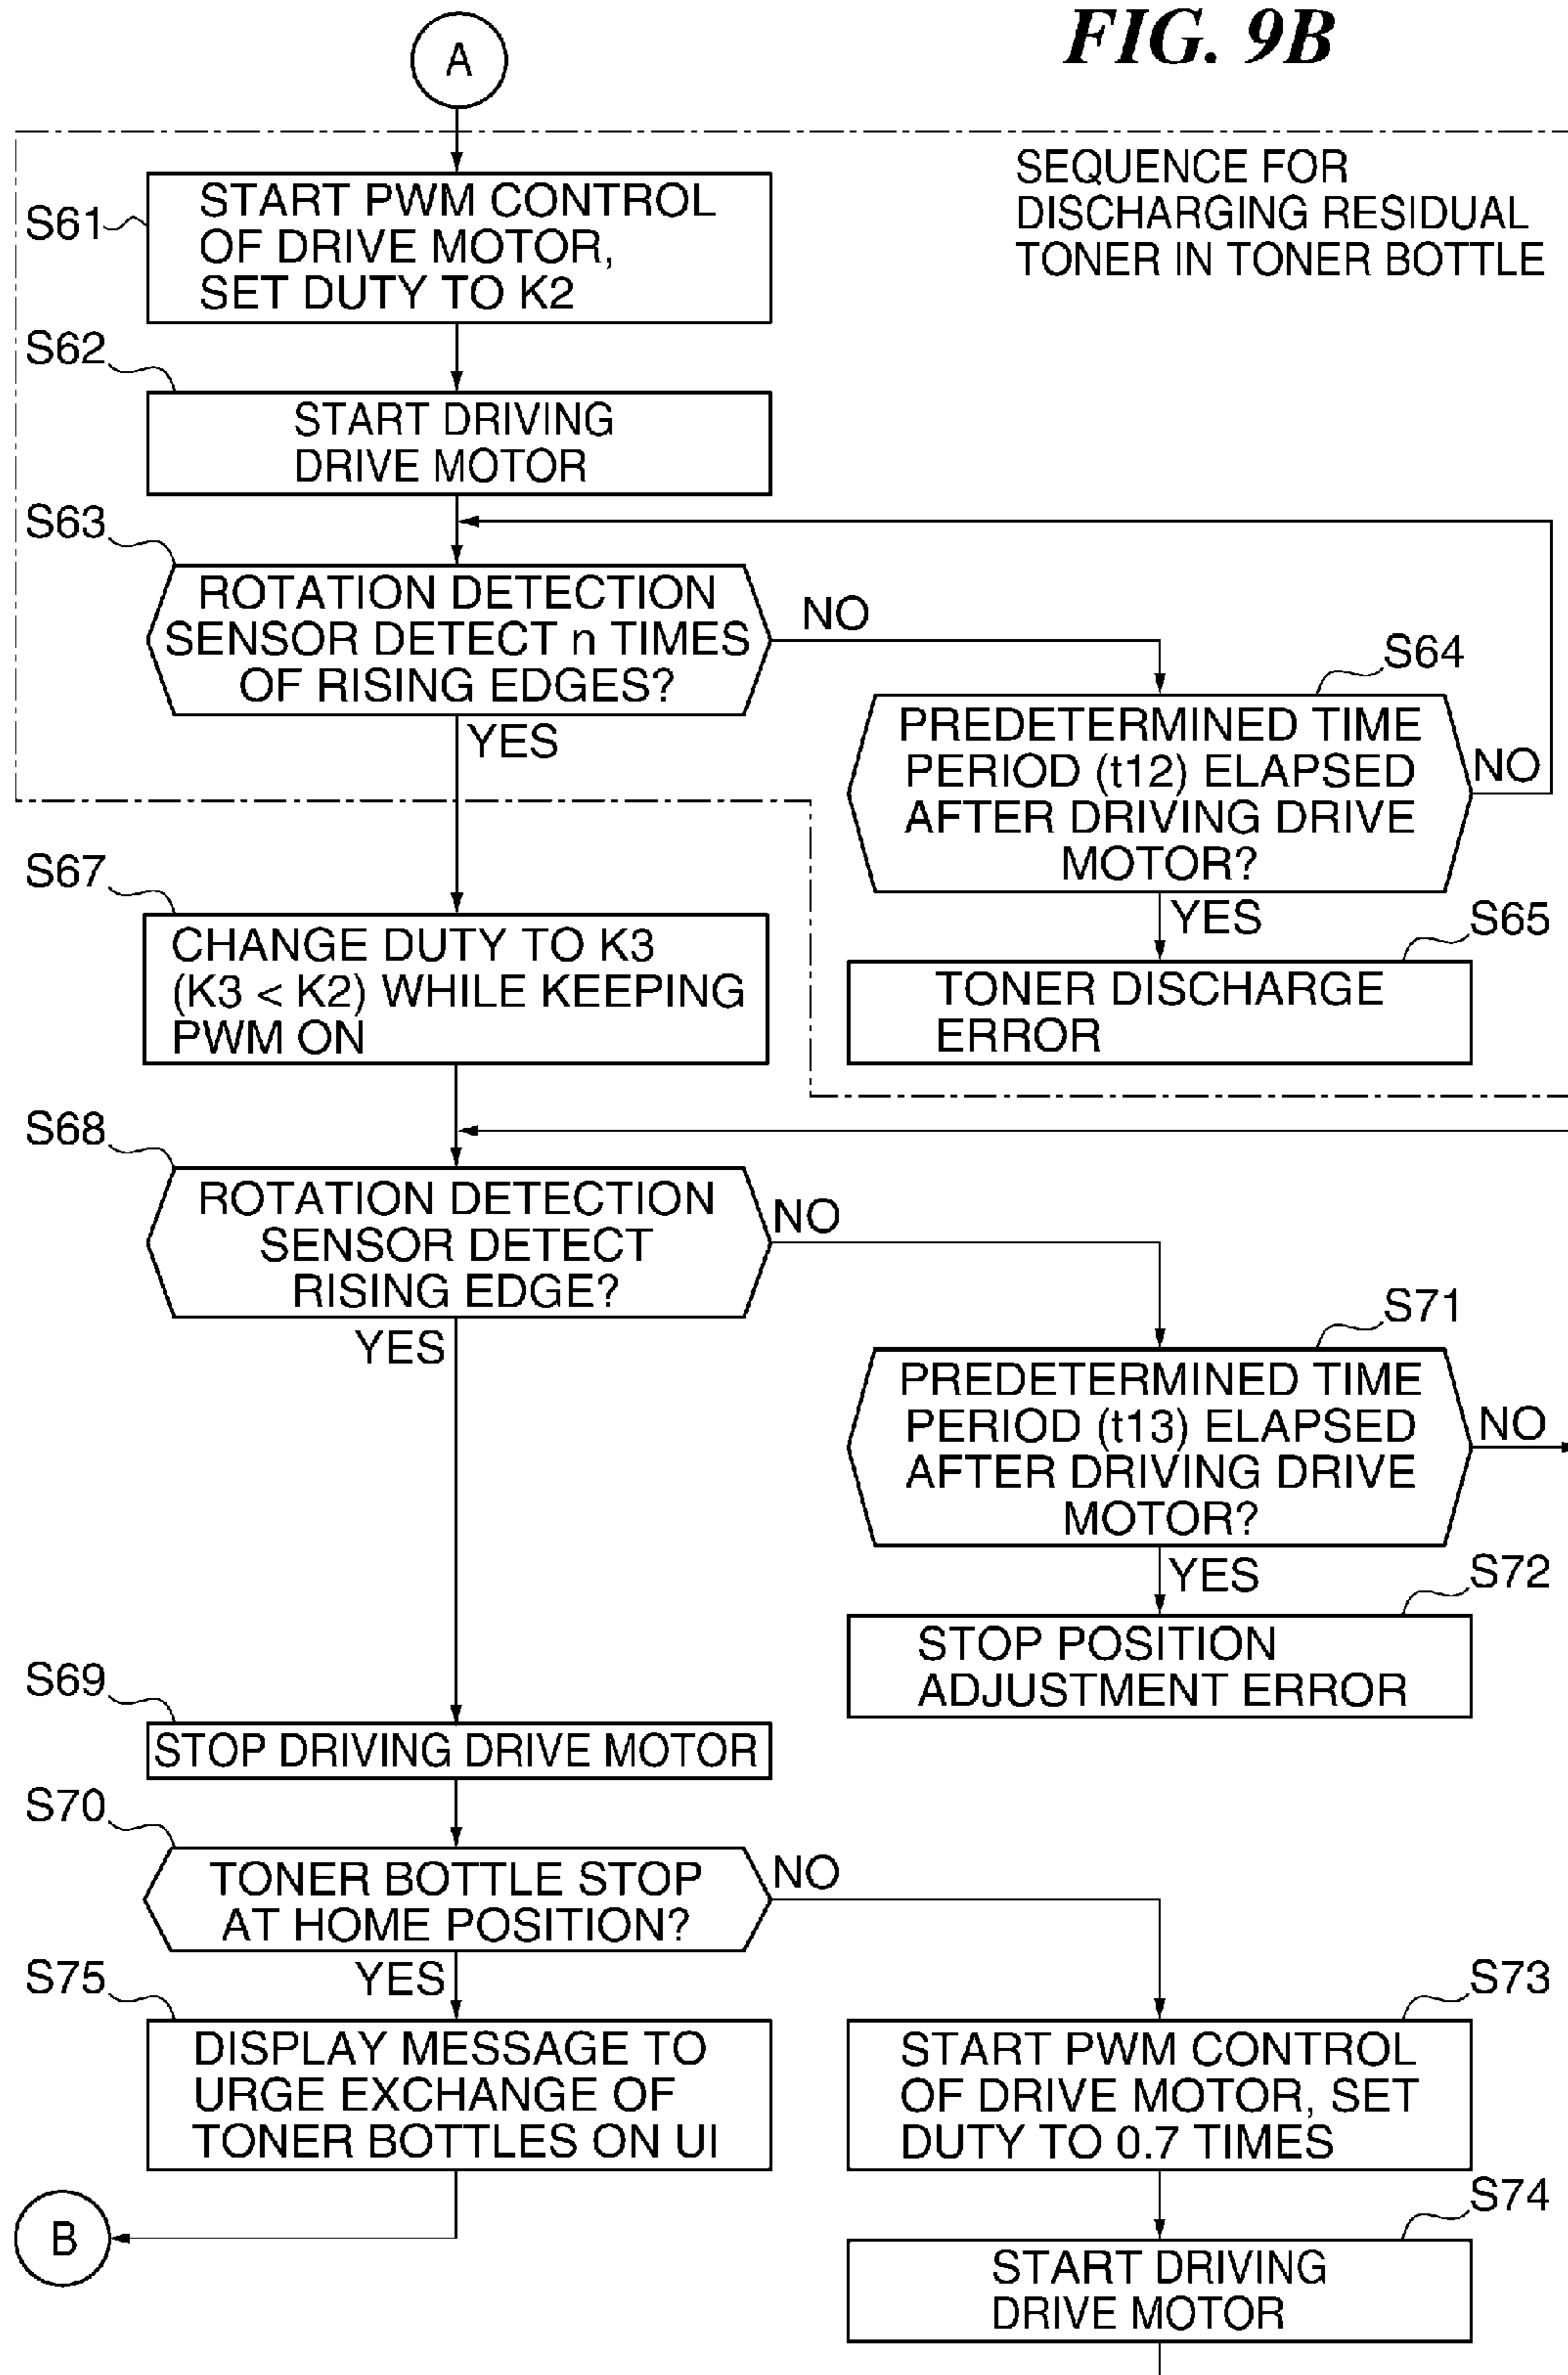 FIG. 9B
A
SEQUENCE FOR
DISCHARGING RESIDUAL
TONER IN TONER BOTTLE
S61
START PWM CONTROL
OF DRIVE MOTOR,
SET DUTY TO K2
S62
START DRIVING
DRIVE MOTOR
S63
ROTATION DETECTION
SENSOR DETECT n TIMES
OF RISING EDGES?
NO
YES
S64
PREDETERMINED TIME
PERIOD (t12) ELAPSED
AFTER DRIVING DRIVE
MOTOR?
NO
YES
S65
TONER DISCHARGE
ERROR
S67
CHANGE DUTY TO K3
(K3 < K2) WHILE KEEPING
PWM ON
S68
ROTATION DETECTION
SENSOR DETECT
RISING EDGE?
NO
YES
S71
PREDETERMINED TIME
PERIOD (t13) ELAPSED
AFTER DRIVING DRIVE
MOTOR?
NO
YES
S72
STOP POSITION
ADJUSTMENT ERROR
S69
STOP DRIVING DRIVE MOTOR
S70
TONER BOTTLE STOP
AT HOME POSITION?
NO
YES
S75
DISPLAY MESSAGE TO
URGE EXCHANGE OF
TONER BOTTLES ON UI
S73
START PWM CONTROL
OF DRIVE MOTOR, SET
DUTY TO 0.7 TIMES
S74
START DRIVING
DRIVE MOTOR
B